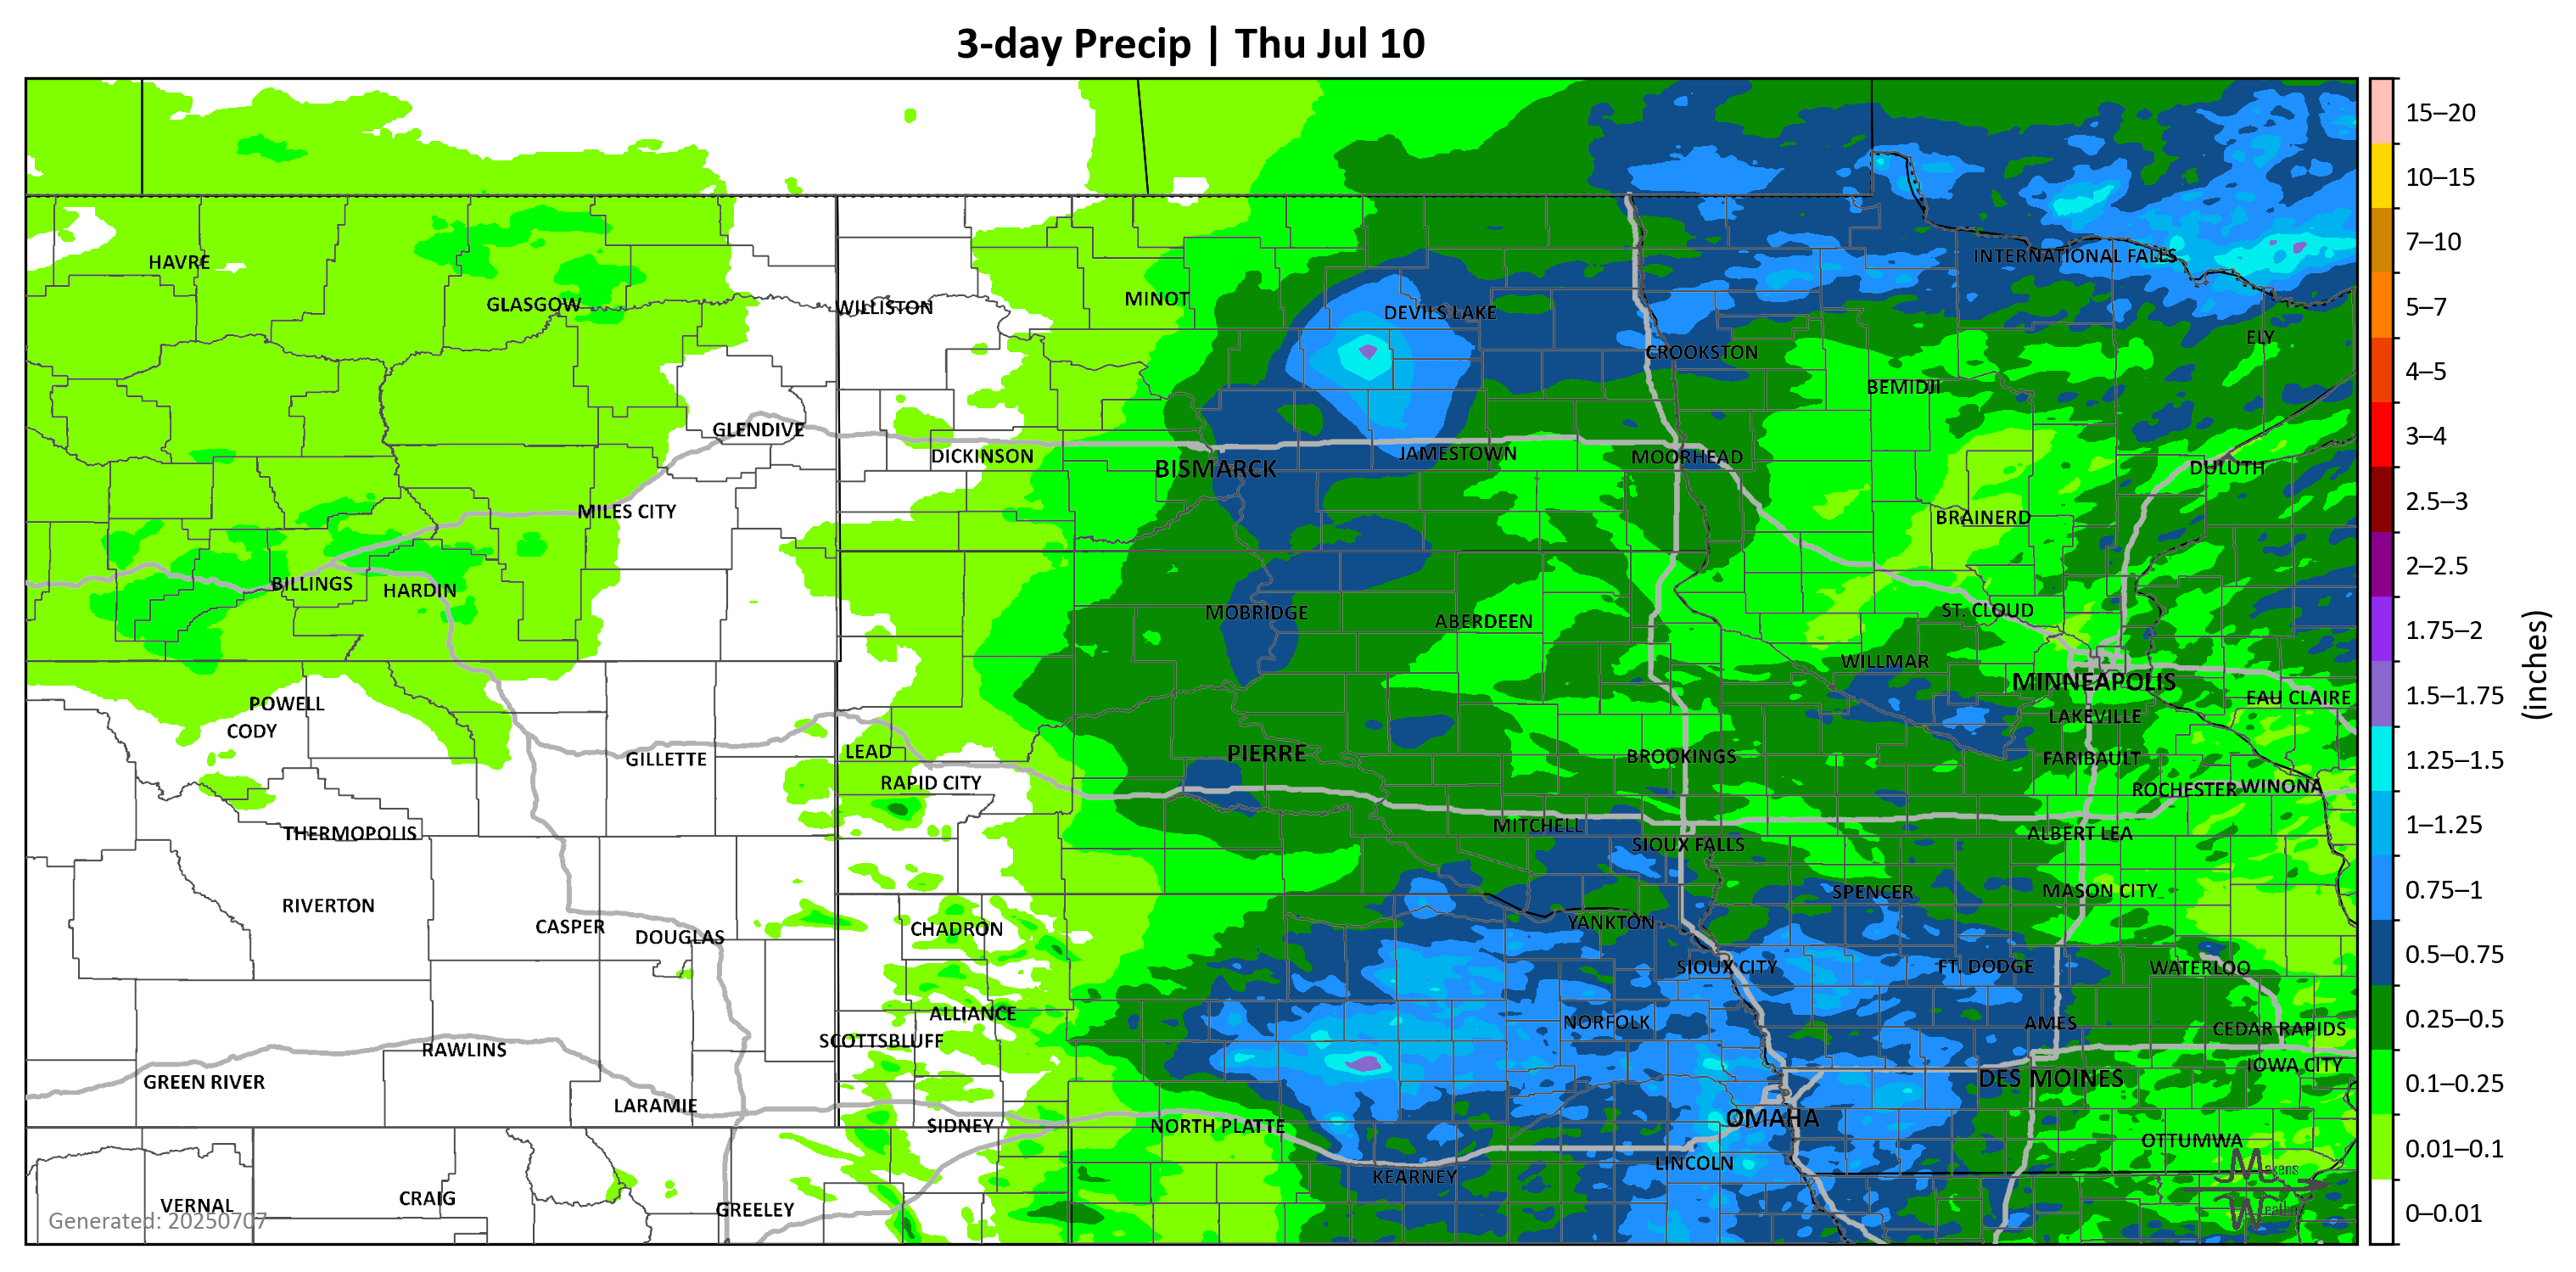 3-day Precip | Thu Jul 10
15–20
10–15
7–10
5–7
4–5
3–4
2.5–3
2–2.5
1.75–2
1.5–1.75
1.25–1.5
1–1.25
0.75–1
0.5–0.75
0.25–0.5
0.1–0.25
0.01–0.1
0–0.01
(inches)
HAVRE
GLASGOW
WILLISTON
MINOT
DEVILS LAKE
INTERNATIONAL FALLS
ELY
CROOKSTON
BEMIDJI
GLENDIVE
DICKINSON
BISMARCK
JAMESTOWN
MOORHEAD
DULUTH
MILES CITY
BRAINERD
BILLINGS
HARDIN
MOBRIDGE
ABERDEEN
ST. CLOUD
WILLMAR
MINNEAPOLIS
EAU CLAIRE
POWELL
CODY
LAKEVILLE
GILLETTE
LEAD
PIERRE
BROOKINGS
FARIBAULT
RAPID CITY
ROCHESTER
WINONA
THERMOPOLIS
MITCHELL
SIOUX FALLS
ALBERT LEA
RIVERTON
SPENCER
MASON CITY
CASPER
DOUGLAS
CHADRON
YANKTON
SIOUX CITY
FT. DODGE
WATERLOO
ALLIANCE
NORFOLK
AMES
CEDAR RAPIDS
SCOTTSBLUFF
RAWLINS
IOWA CITY
GREEN RIVER
DES MOINES
LARAMIE
SIDNEY
NORTH PLATTE
OMAHA
OTTUMWA
LINCOLN
KEARNEY
VERNAL
CRAIG
GREELEY
Generated: 20250707
Makens
Weather